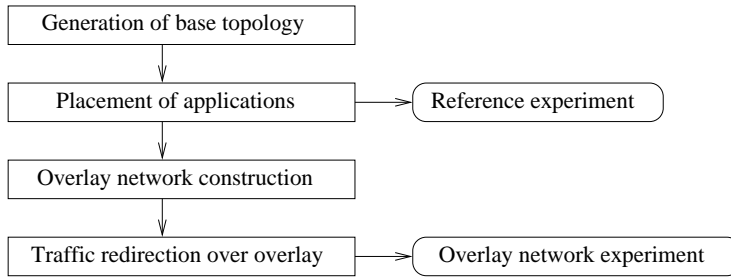 Generation of base topology
Placement of applications
Reference experiment
Overlay network construction
Traffic redirection over overlay
Overlay network experiment